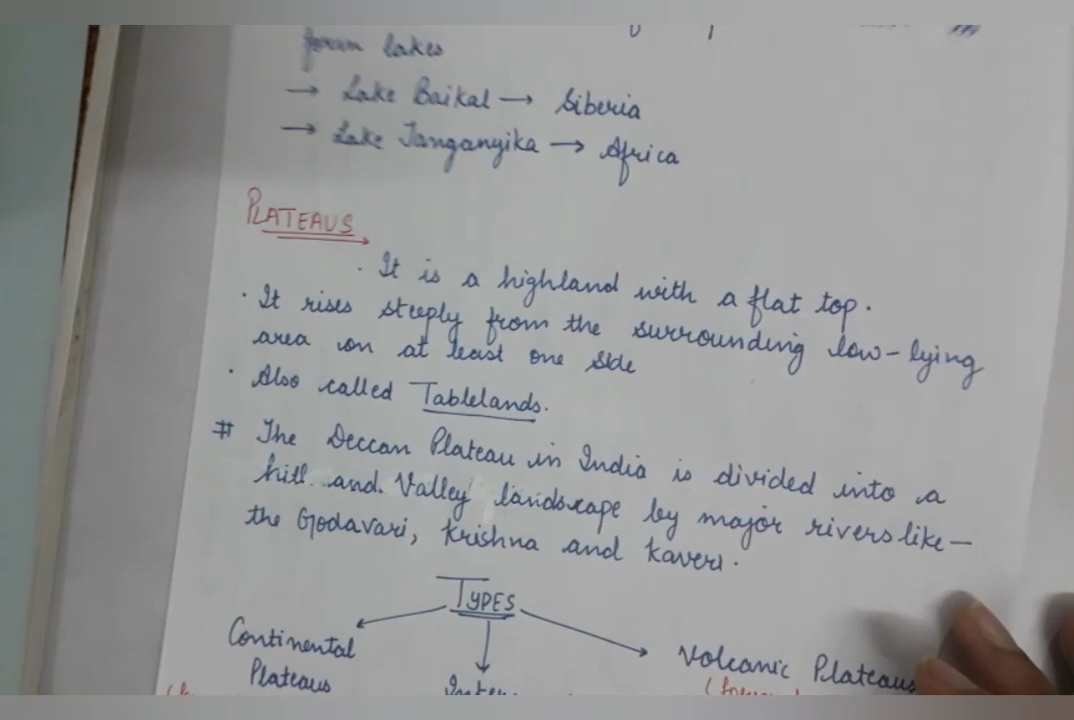 form lakes
→ Lake Baikal → Siberia
→ Lake Tanganyika → Africa
PLATEAUS
· It is a highland with a flat top.
· It rises steeply from the surrounding low-lying
area on at least one side
· Also called Tablelands.
# The Deccan Plateau in India is divided into a
hill and Valley landscape by major rivers like –
the Godavari, Krishna and Kaveri.
TYPES
Continental
Plateaus
Volcanic Plateaus